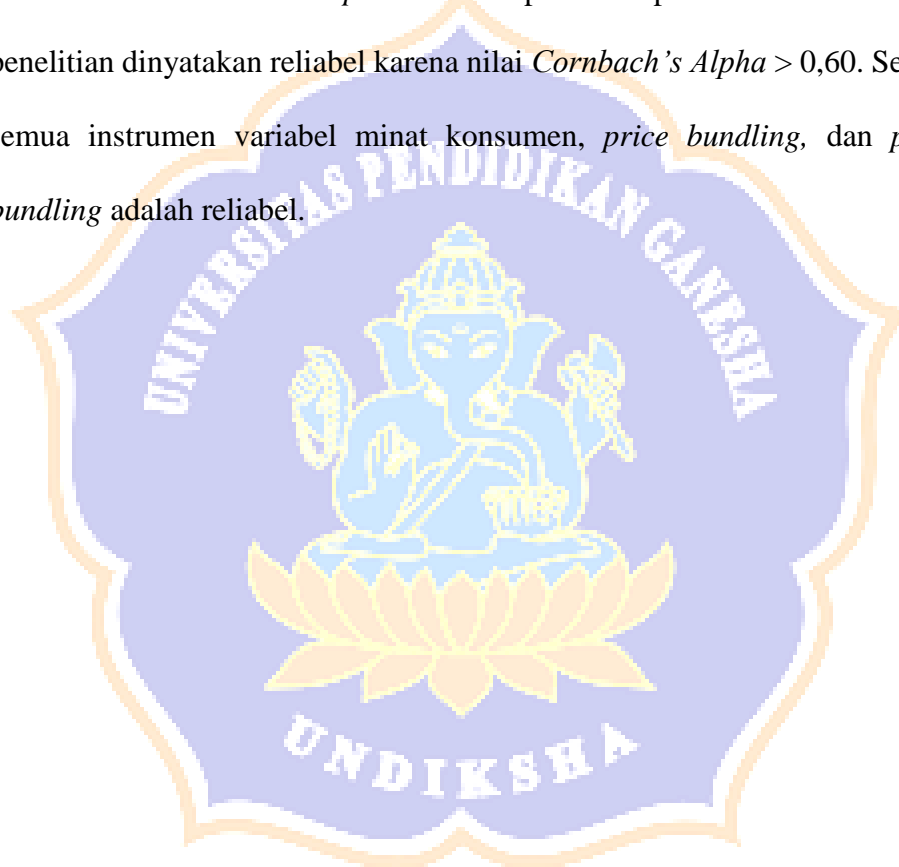 penelitian dinyatakan reliabel karena nilai Cornbach's Alpha > 0,60. Se
emua instrumen variabel minat konsumen, price bundling, dan p
bundling adalah reliabel.
UNIVERSITAS PENDIDIKAN GANESHA
UNDIKSHA